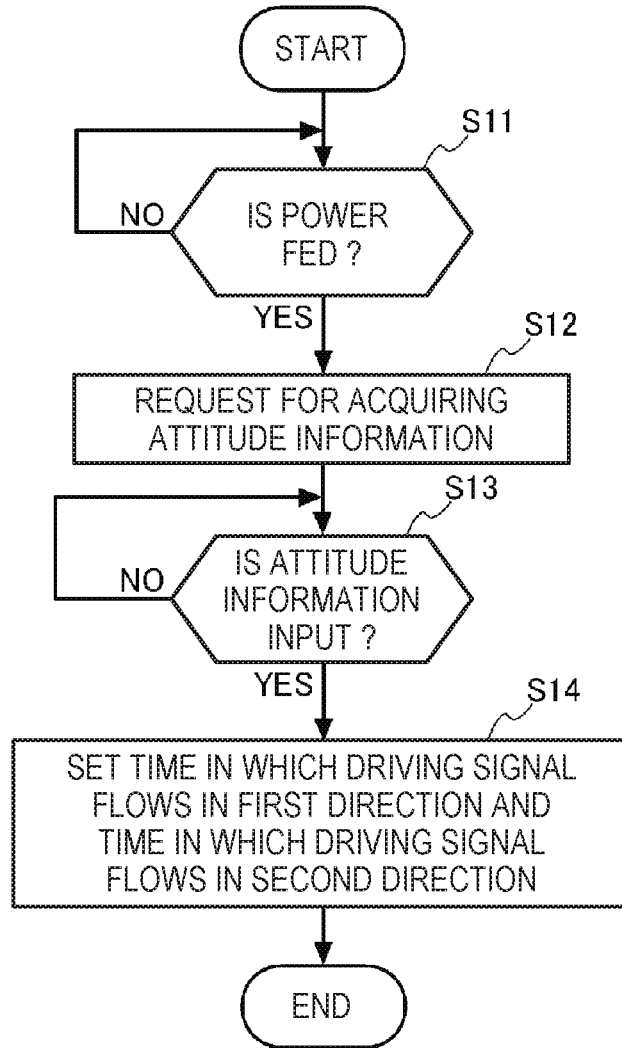 START
S11
IS POWER
FED ?
NO
YES
S12
REQUEST FOR ACQUIRING
ATTITUDE INFORMATION
S13
IS ATTITUDE
INFORMATION
INPUT ?
NO
YES
S14
SET TIME IN WHICH DRIVING SIGNAL
FLOWS IN FIRST DIRECTION AND
TIME IN WHICH DRIVING SIGNAL
FLOWS IN SECOND DIRECTION
END